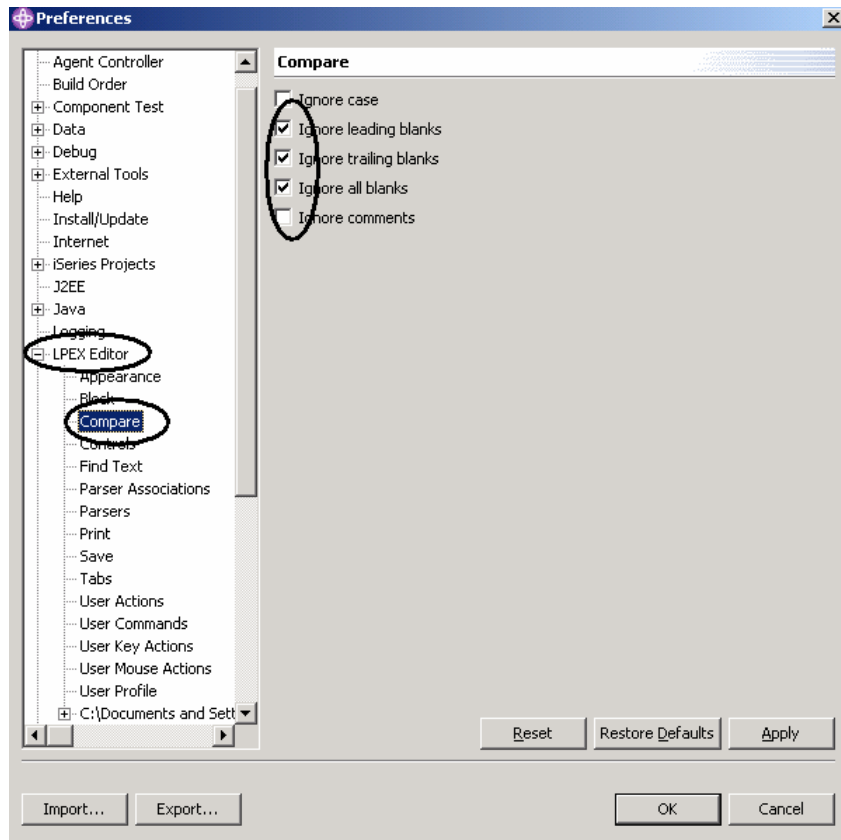 Preferences
Agent Controller
Build Order
Component Test
Data
Debug
External Tools
Help
Install/Update
Internet
iSeries Projects
J2EE
Java
Logging
LPEX Editor
Appearance
Block
Compare
Controls
Find Text
Parser Associations
Parsers
Print
Save
Tabs
User Actions
User Commands
User Key Actions
User Mouse Actions
User Profile
C:\Documents and Sett
Compare
Ignore case
Ignore leading blanks
Ignore trailing blanks
Ignore all blanks
Ignore comments
Reset Restore Defaults Apply
Import... Export... OK Cancel